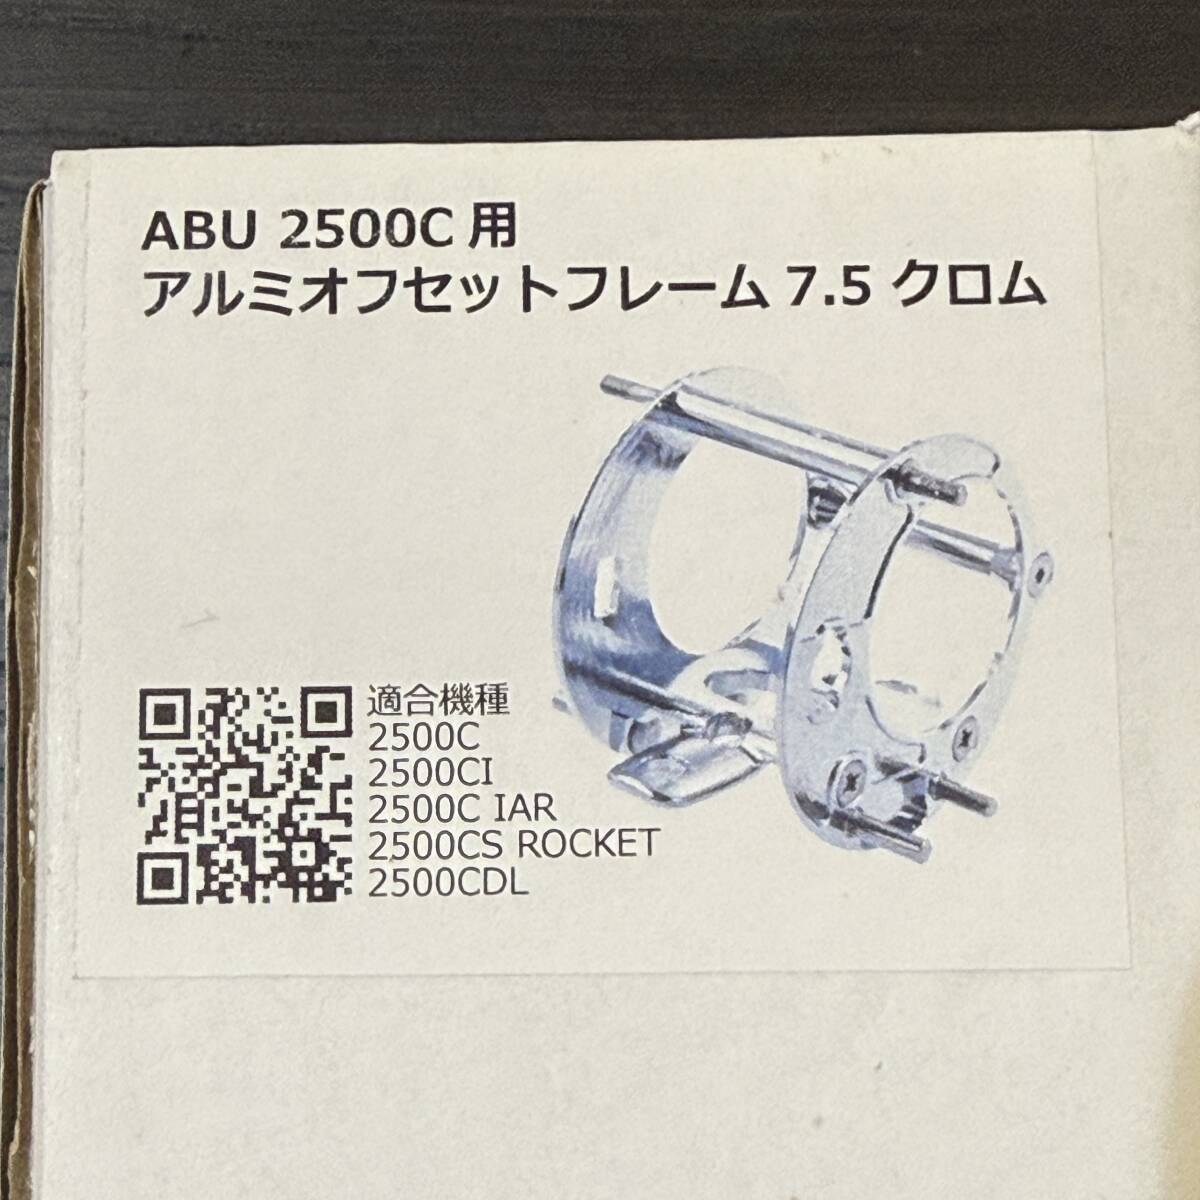 ABU 2500C 用
アルミオフセットフレーム 7.5 クロム
適合機種
2500C
2500CI
2500C IAR
2500CS ROCKET
2500CDL